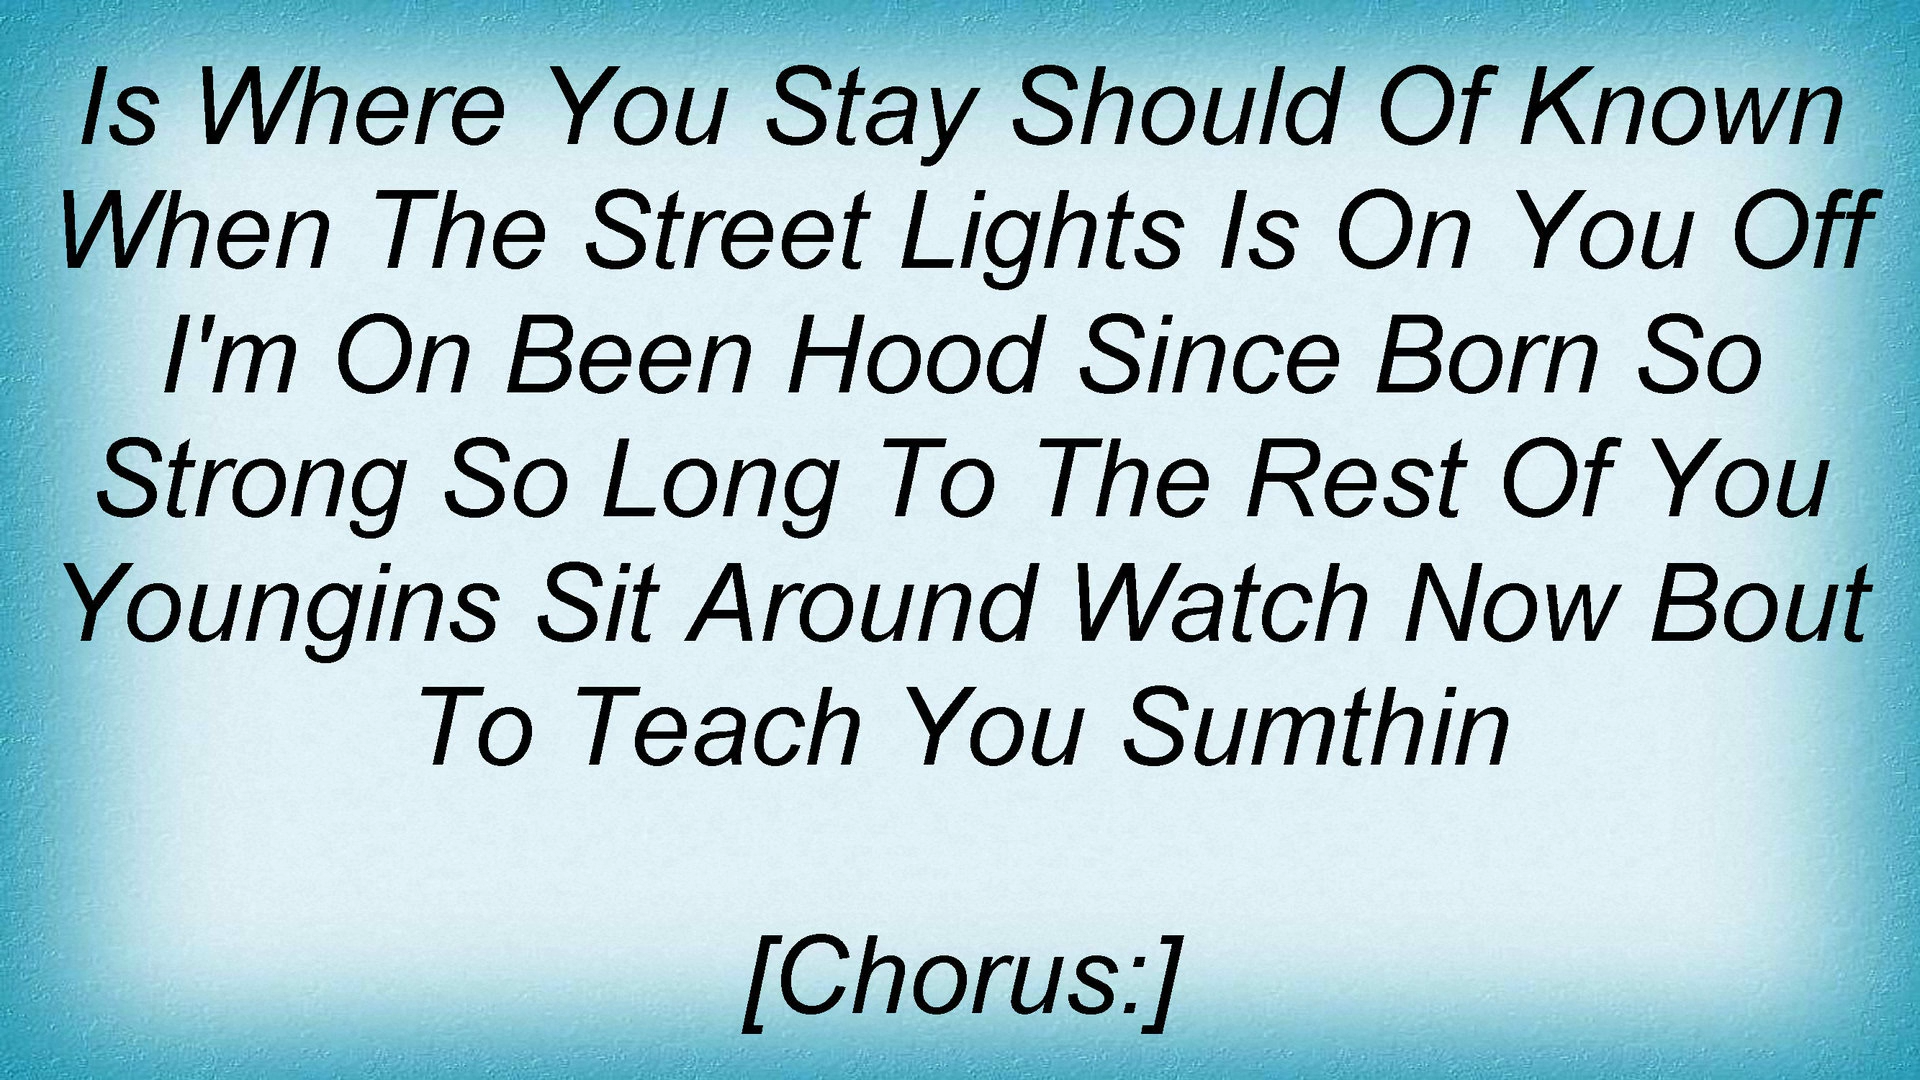 Is Where You Stay Should Of Known
When The Street Lights Is On You Off
I'm On Been Hood Since Born So
Strong So Long To The Rest Of You
Youngins Sit Around Watch Now Bout
To Teach You Sumthin
[Chorus:]